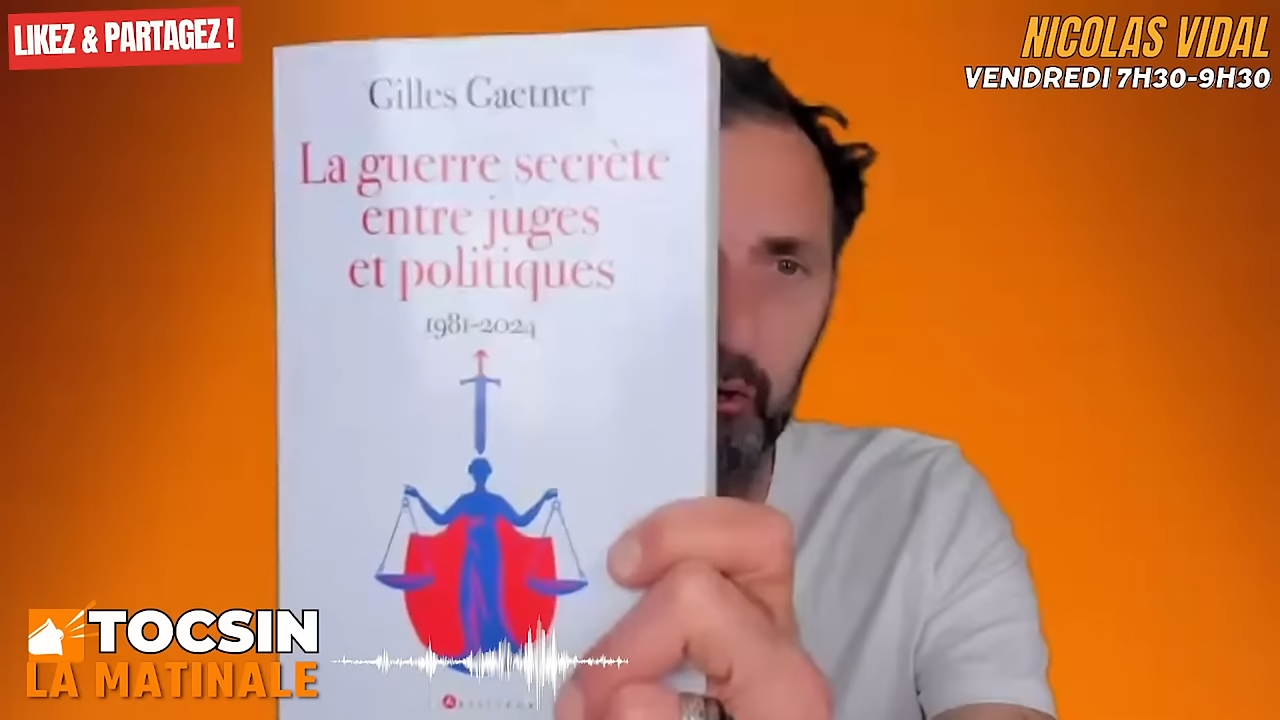 LIKEZ & PARTAGEZ !
NICOLAS VIDAL
VENDREDI 7H30-9H30
Gilles Gaetner
La guerre secrète
entre juges
et politiques
1981-2024
TOCSIN
LA MATINALE